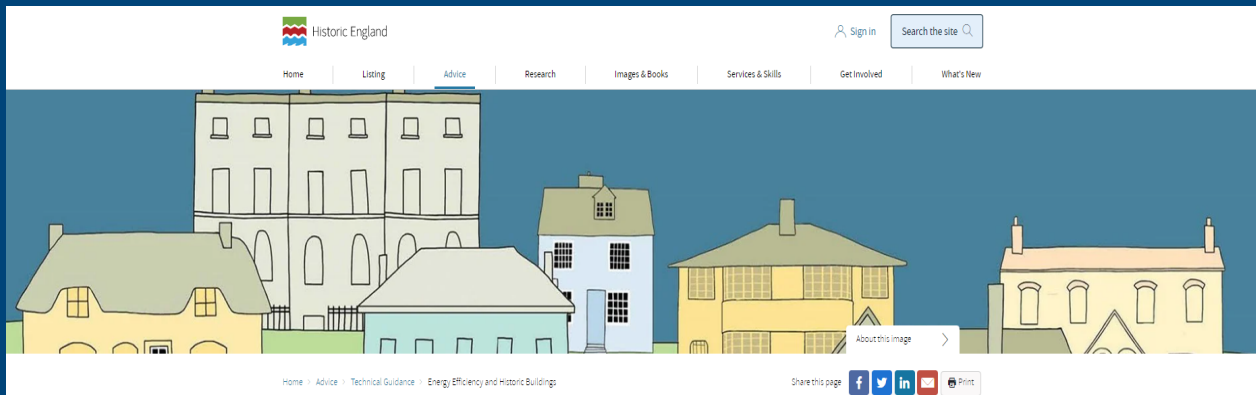 Historic England
Sign in
Search the site
Home Listing Advice Research Images & Books Services & Skills Get Involved What's New
About this image
Home > Advice > Technical Guidance > Energy Efficiency and Historic Buildings
Share this page f in Print